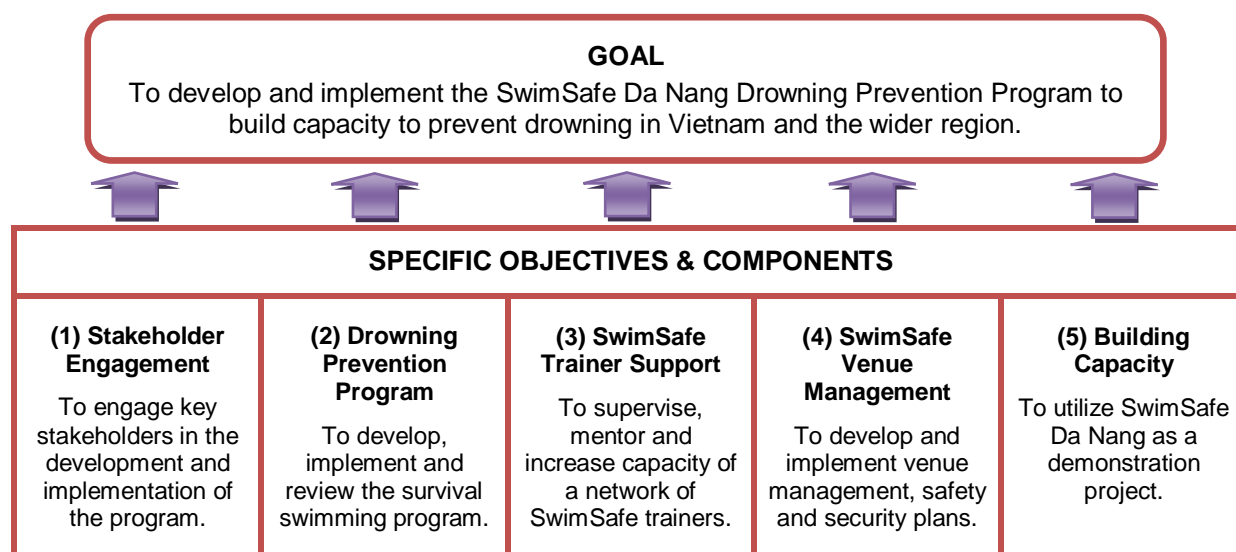 GOAL
To develop and implement the SwimSafe Da Nang Drowning Prevention Program to
build capacity to prevent drowning in Vietnam and the wider region.
SPECIFIC OBJECTIVES & COMPONENTS
(1) Stakeholder
Engagement
To engage key
stakeholders in the
development and
implementation of
the program.
(2) Drowning
Prevention
Program
To develop,
implement and
review the survival
swimming program.
(3) SwimSafe
Trainer Support
To supervise,
mentor and
increase capacity of
a network of
SwimSafe trainers.
(4) SwimSafe
Venue
Management
To develop and
implement venue
management, safety
and security plans.
(5) Building
Capacity
To utilize SwimSafe
Da Nang as a
demonstration
project.